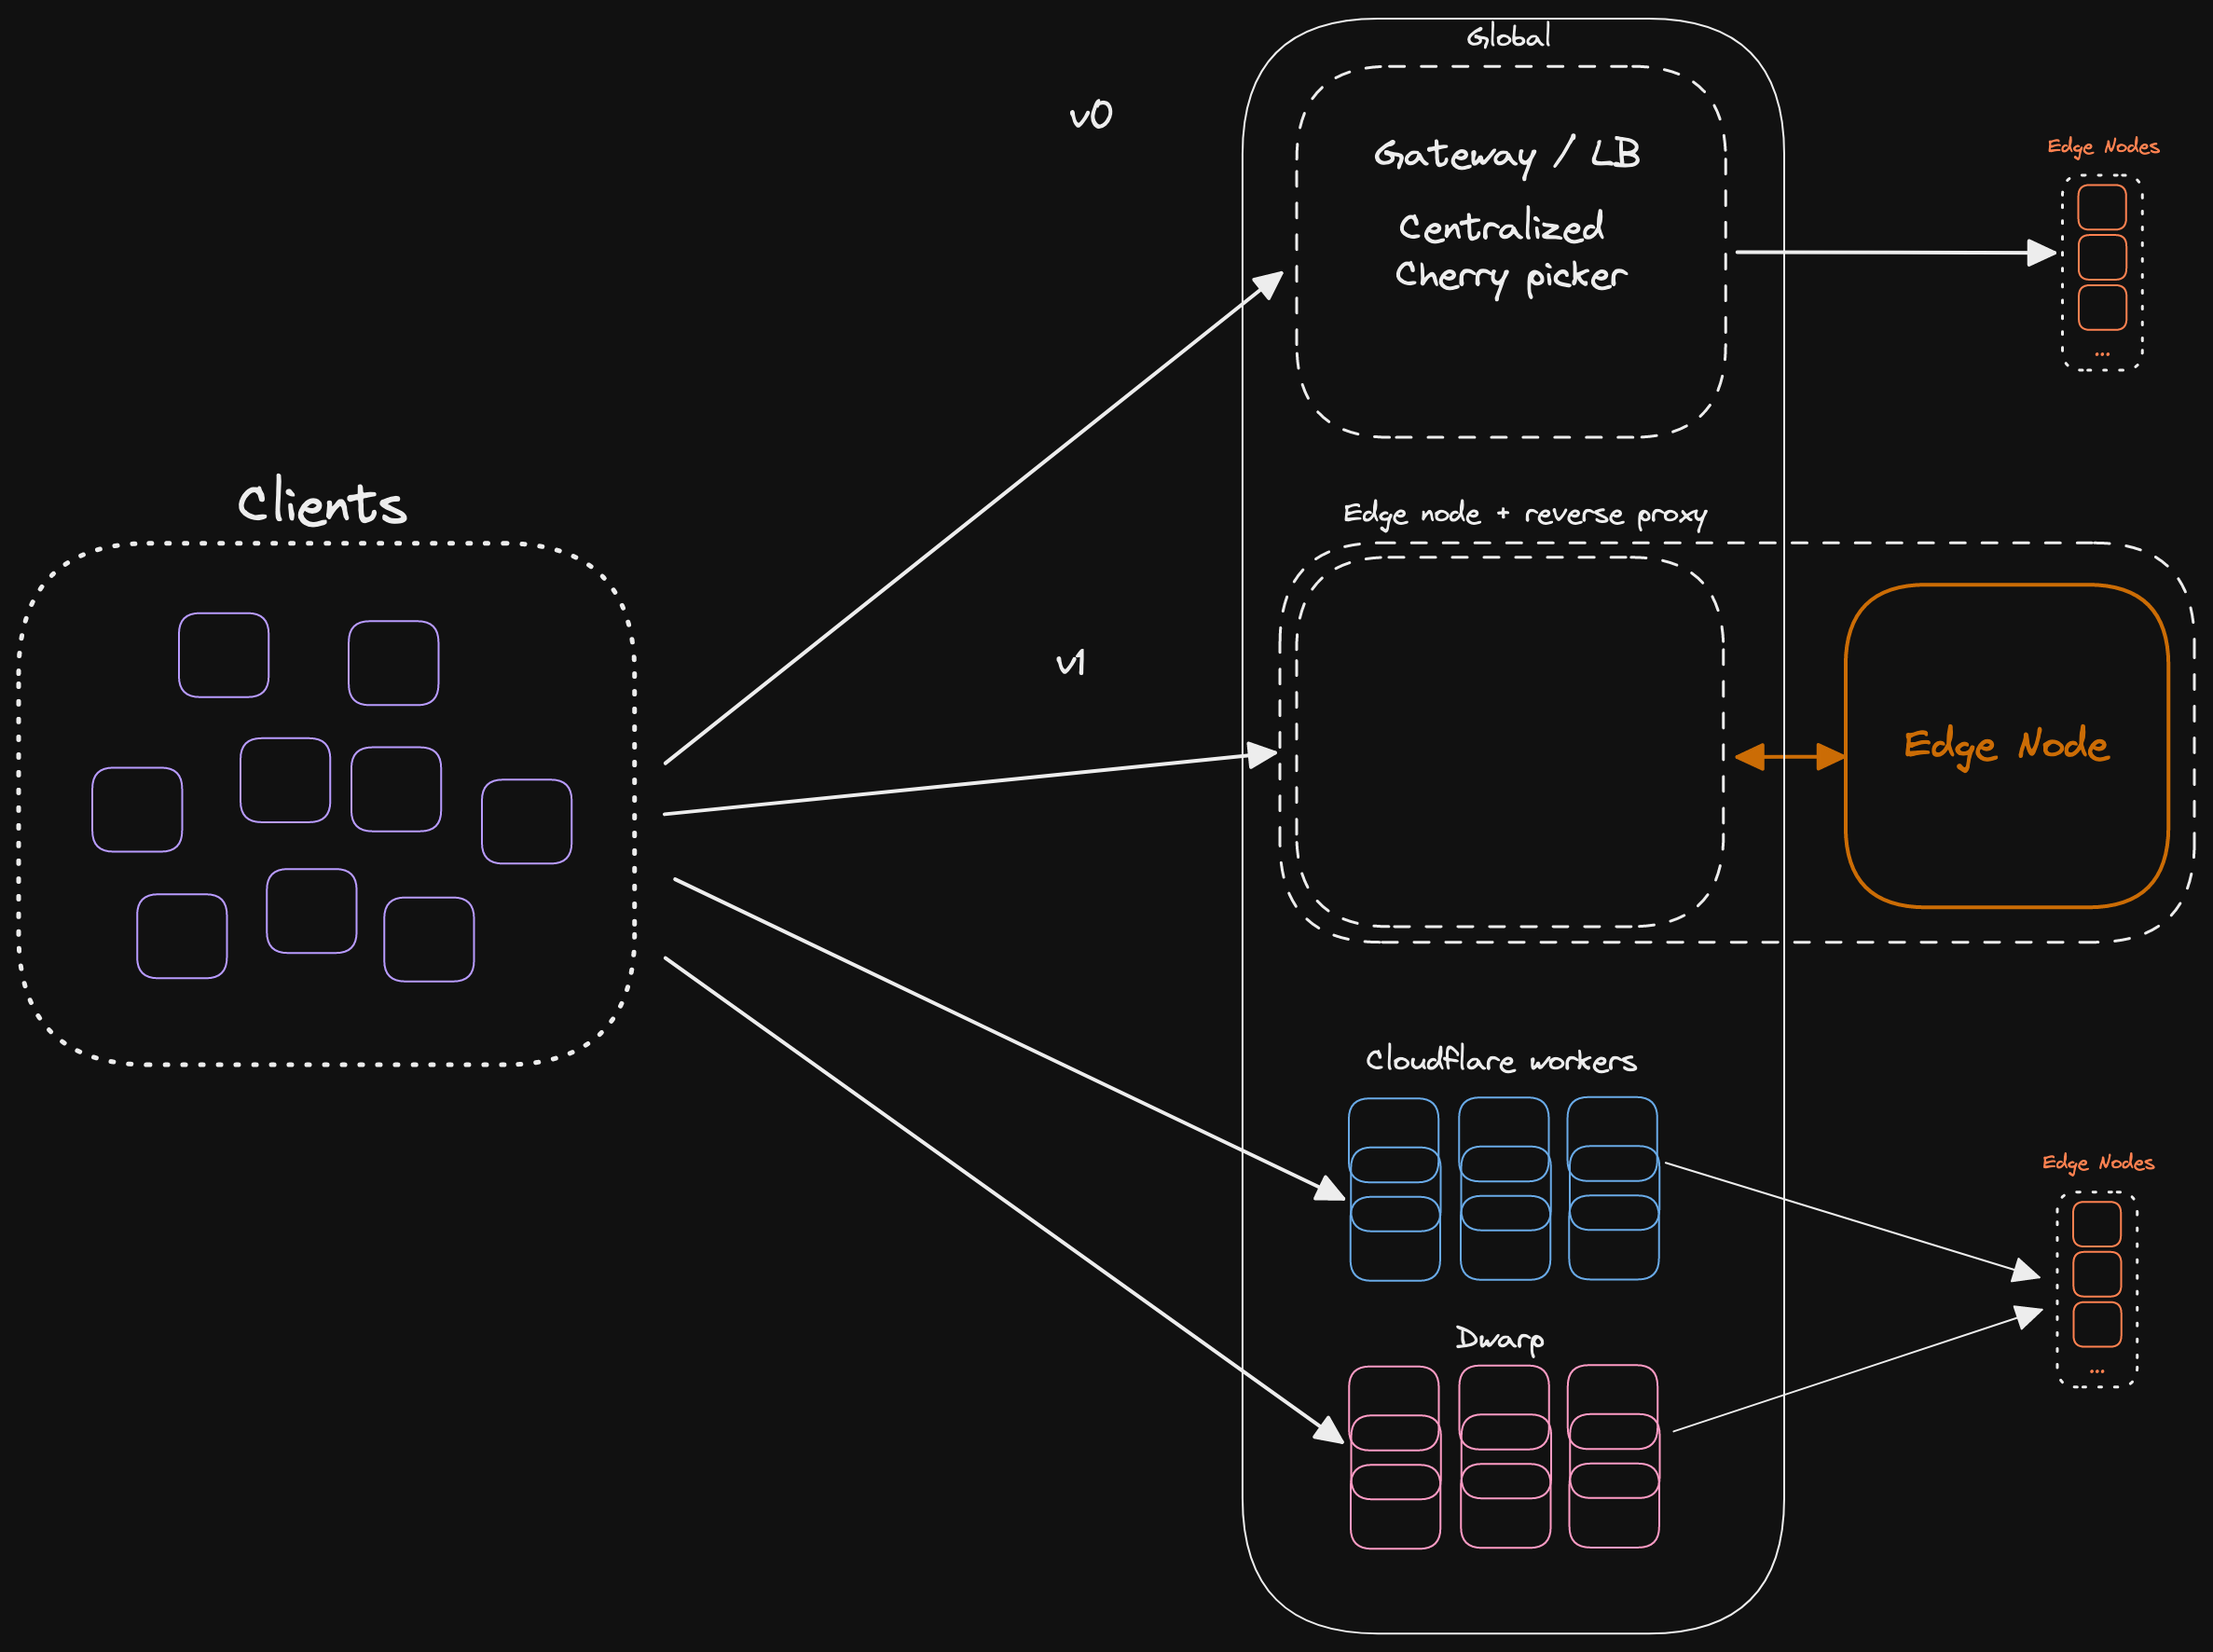 Global
v0
Gateway / LB
Centralized
Cherry picker
Edge Nodes
...
Clients
Edge node + reverse proxy
v1
Edge Node
Cloudflare workers
Edge Nodes
...
Dwarp